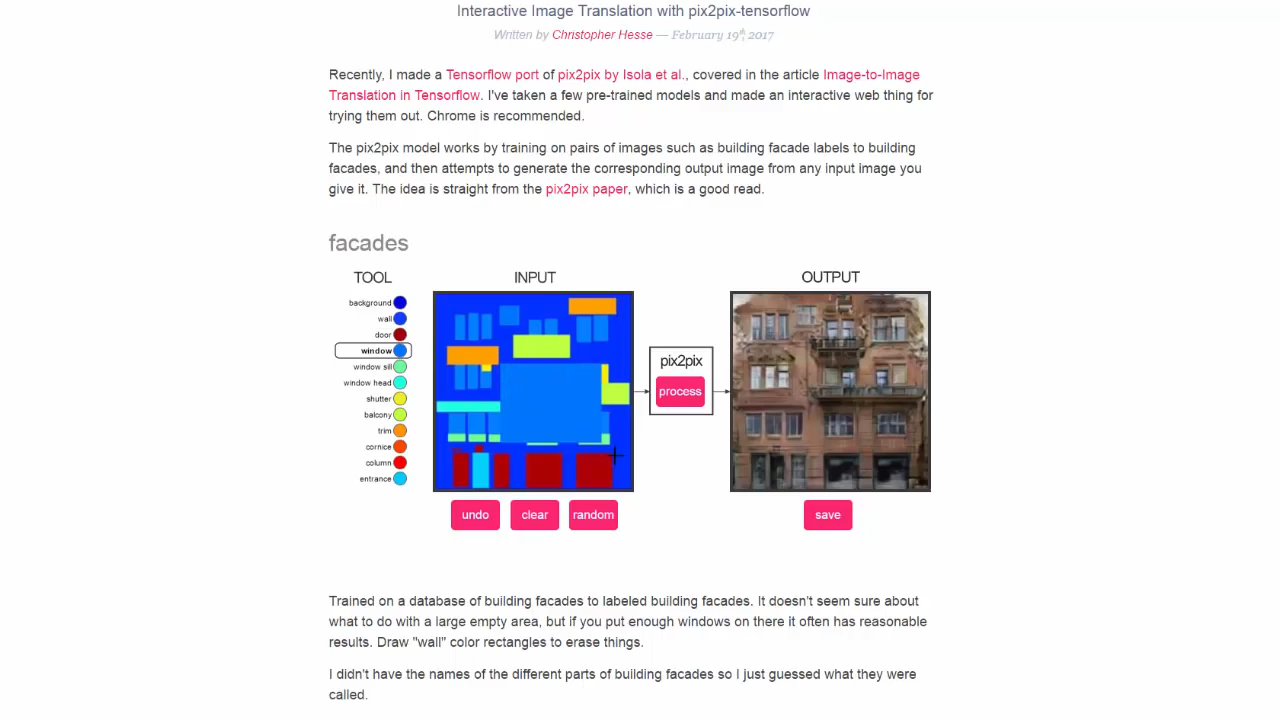 Interactive Image Translation with pix2pix-tensorflow
Written by Christopher Hesse — February 19th, 2017
Recently, I made a Tensorflow port of pix2pix by Isola et al., covered in the article Image-to-Image
Translation in Tensorflow. I've taken a few pre-trained models and made an interactive web thing for
trying them out. Chrome is recommended.
The pix2pix model works by training on pairs of images such as building facade labels to building
facades, and then attempts to generate the corresponding output image from any input image you
give it. The idea is straight from the pix2pix paper, which is a good read.
facades
TOOL
background
wall
door
window
window sill
window head
shutter
balcony
trim
cornice
column
entrance
INPUT
undo
clear
random
pix2pix
process
OUTPUT
save
Trained on a database of building facades to labeled building facades. It doesn't seem sure about
what to do with a large empty area, but if you put enough windows on there it often has reasonable
results. Draw "wall" color rectangles to erase things.
I didn't have the names of the different parts of building facades so I just guessed what they were
called.